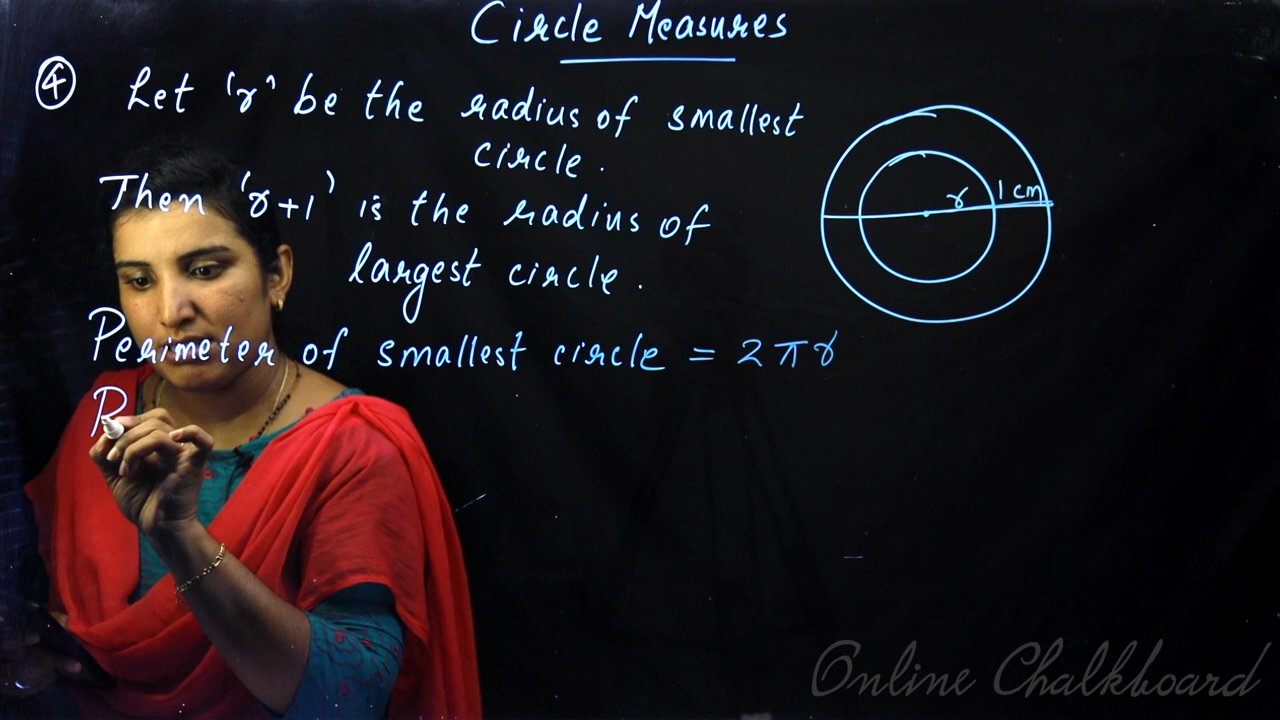 Circle Measures
④ Let 'r' be the radius of smallest
circle.
Then 'r+1' is the radius of
largest circle.
Perimeter of smallest circle = 2πr
P
r 1 cm
Online Chalkboard